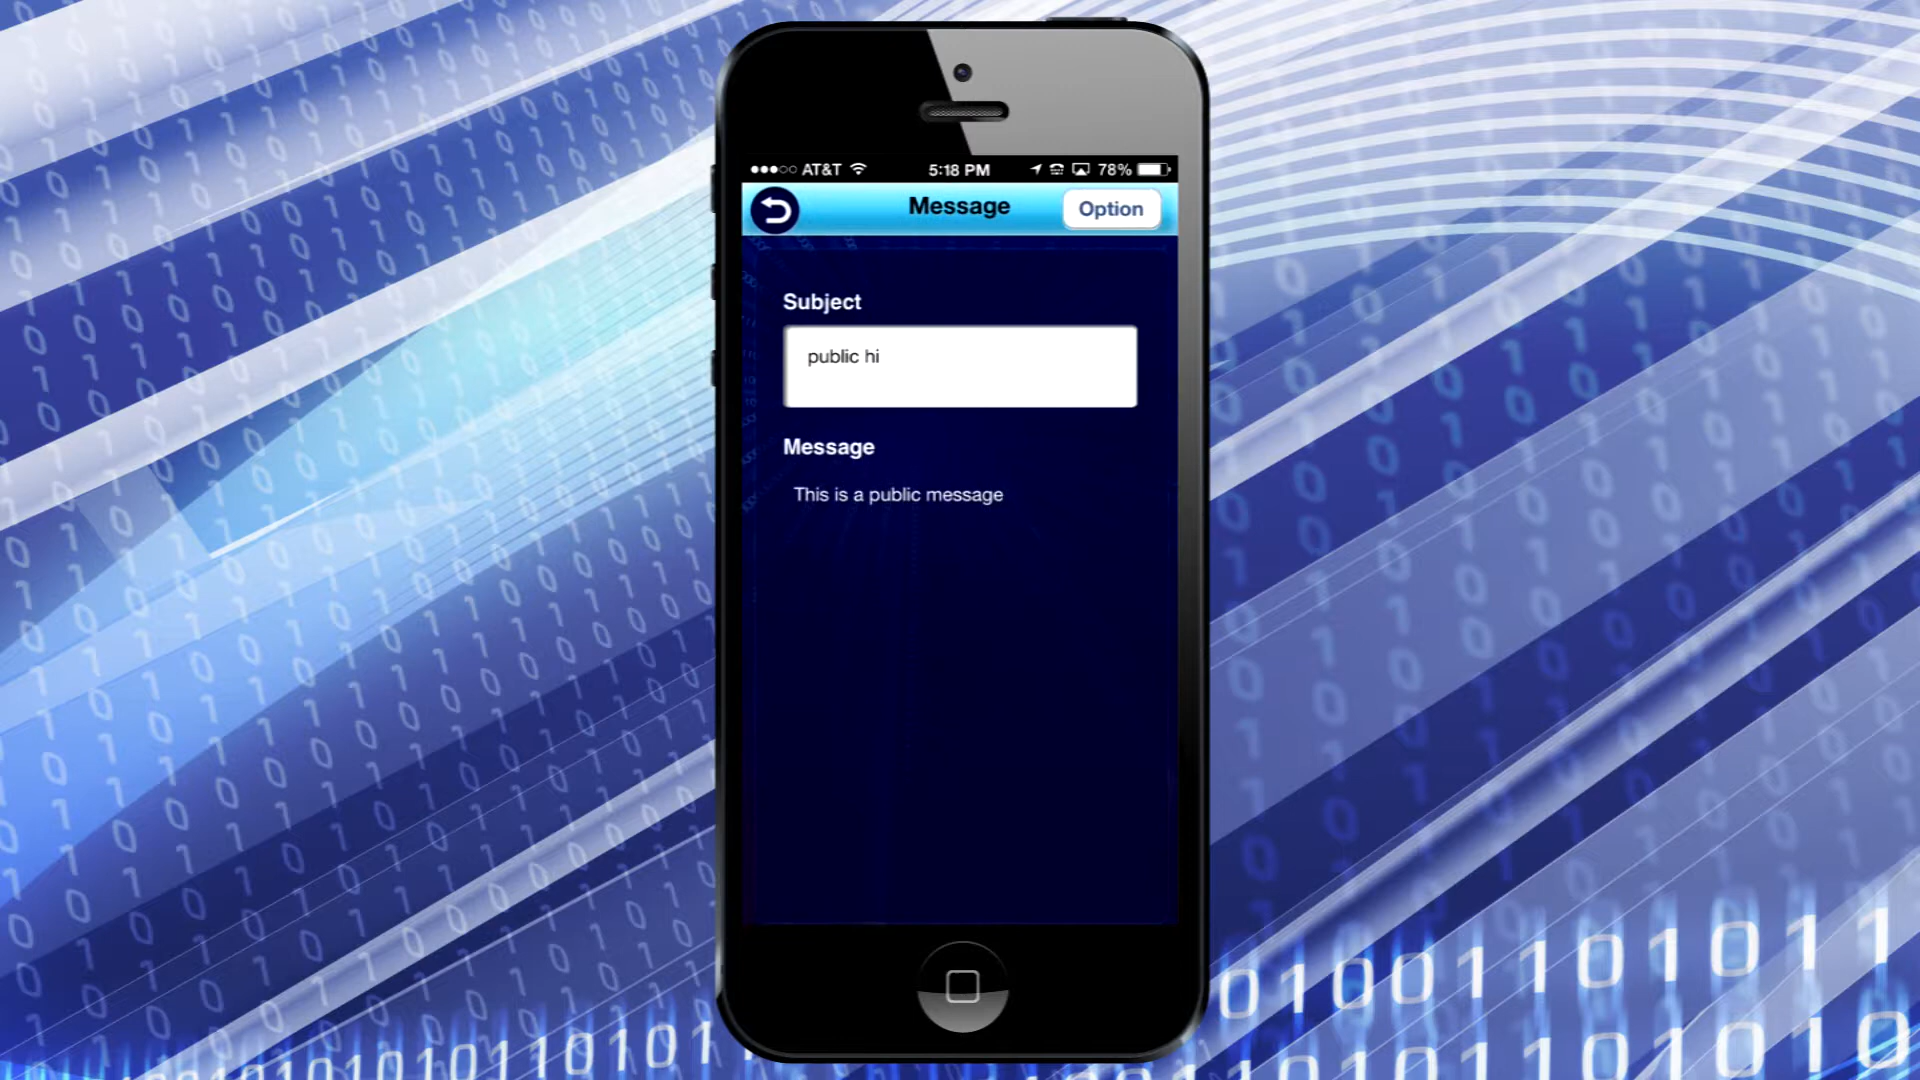 AT&T 5:18 PM 78%
Message Option
Subject
public hi
Message
This is a public message